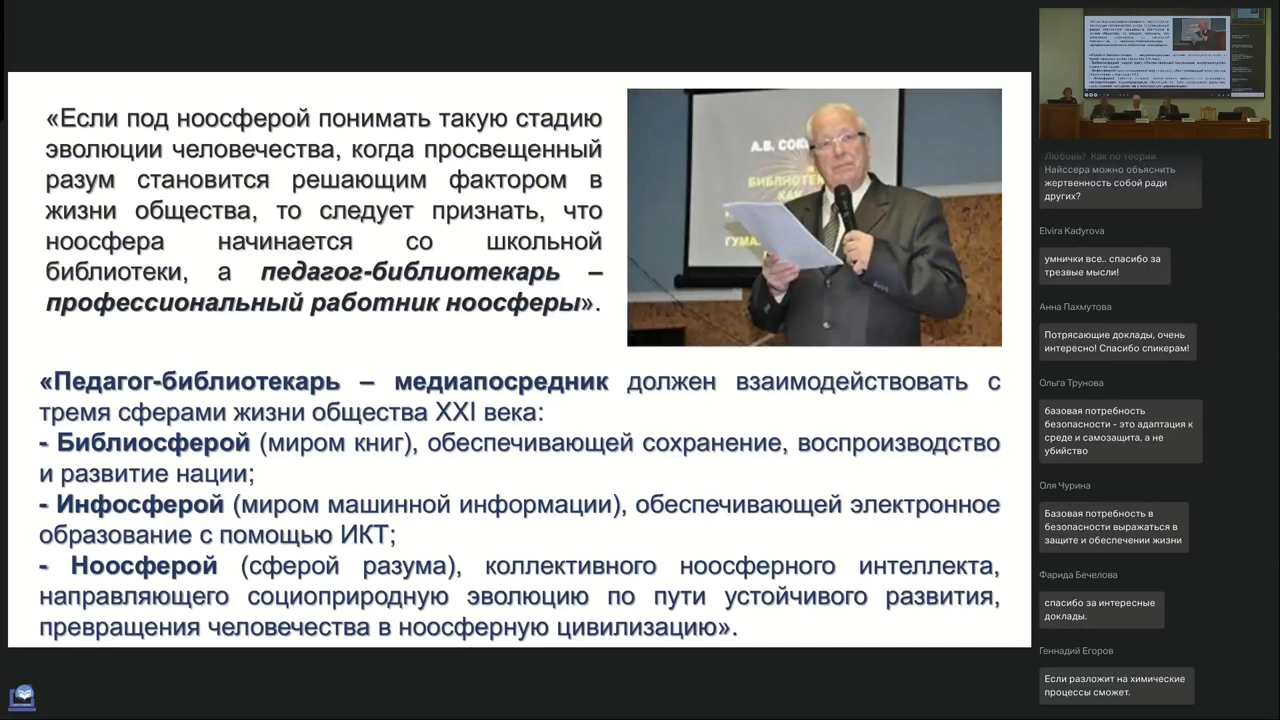 «Если под ноосферой понимать такую стадию
эволюции человечества, когда просвещенный
разум становится решающим фактором в
жизни общества, то следует признать, что
ноосфера начинается со школьной
библиотеки, а педагог-библиотекарь –
профессиональный работник ноосферы».
А.В. СОК
БИБЛИОТЕК
КАК
ГУМА
«Педагог-библиотекарь – медиапосредник должен взаимодействовать с
тремя сферами жизни общества XXI века:
- Библиосферой (миром книг), обеспечивающей сохранение, воспроизводство
и развитие нации;
- Инфосферой (миром машинной информации), обеспечивающей электронное
образование с помощью ИКТ;
- Ноосферой (сферой разума), коллективного ноосферного интеллекта,
направляющего социоприродную эволюцию по пути устойчивого развития,
превращения человечества в ноосферную цивилизацию».
Любовь? Как по теории
Найссера можно объяснить
жертвенность собой ради
других?
Elvira Kadyrova
умнички все.. спасибо за
трезвые мысли!
Анна Пахмутова
Потрясающие доклады, очень
интересно! Спасибо спикерам!
Ольга Трунова
базовая потребность
безопасности - это адаптация к
среде и самозащита, а не
убийство
Оля Чурина
Базовая потребность в
безопасности выражаться в
защите и обеспечении жизни
Фарида Бечелова
спасибо за интересные
доклады.
Геннадий Егоров
Если разложит на химические
процессы сможет.